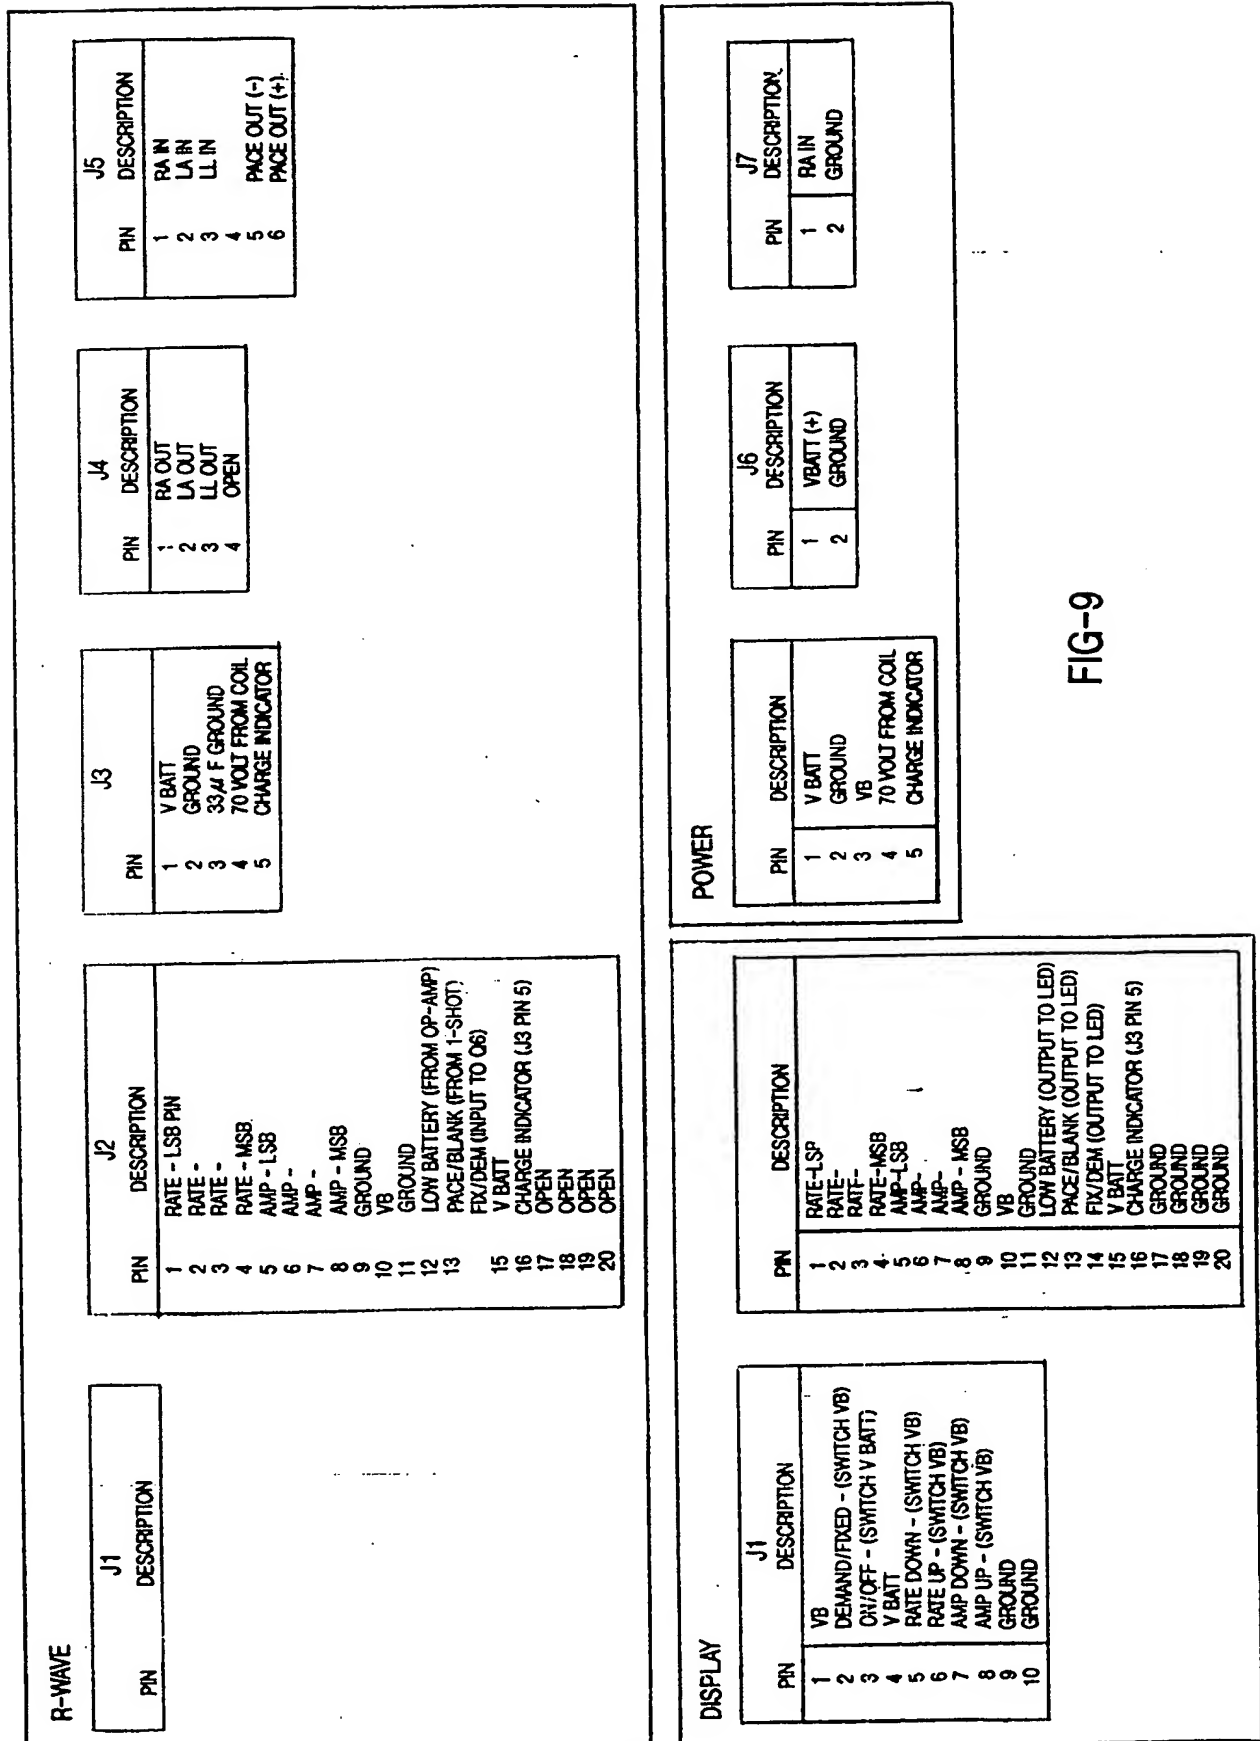 R-WAVE
J1
PIN DESCRIPTION
J2
PIN DESCRIPTION
1 RATE - LSB PIN
2 RATE -
3 RATE -
4 RATE - MSB
5 AMP - LSB
6 AMP -
7 AMP -
8 AMP - MSB
9 GROUND
10 VB
11 GROUND
12 LOW BATTERY (FROM OP-AMP)
13 PACE/BLANK (FROM 1-SHOT)
FIX/DEM (INPUT TO Q6)
15 V BATT
16 CHARGE INDICATOR (J3 PIN 5)
17 OPEN
18 OPEN
19 OPEN
20 OPEN
J3
PIN
1 V BATT
2 GROUND
3 33µ F GROUND
4 70 VOLT FROM COIL
5 CHARGE INDICATOR
J4
PIN DESCRIPTION
1 RA OUT
2 LA OUT
3 LL OUT
4 OPEN
J5
PIN DESCRIPTION
1 RA IN
2 LA IN
3 LL IN
4
5 PACE OUT (-)
6 PACE OUT (+)
DISPLAY
J1
PIN DESCRIPTION
1 VB
2 DEMAND/FIXED - (SWITCH VB)
3 ON/OFF - (SWITCH V BATT)
4 V BATT
5 RATE DOWN - (SWITCH VB)
6 RATE UP - (SWITCH VB)
7 AMP DOWN - (SWITCH VB)
8 AMP UP - (SWITCH VB)
9 GROUND
10 GROUND
PIN DESCRIPTION
1 RATE-LSP
2 RATE-
3 RATF-
4 RATE-MSB
5 AMP-LSB
6 AMP-
7 AMP-
8 AMP - MSB
9 GROUND
10 VB
11 GROUND
12 LOW BATTERY (OUTPUT TO LED)
13 PACE/BLANK (OUTPUT TO LED)
14 FIX/DEM (OUTPUT TO LED)
15 V BATT
16 CHARGE INDICATOR (J3 PIN 5)
17 GROUND
18 GROUND
19 GROUND
20 GROUND
POWER
PIN DESCRIPTION
1 V BATT
2 GROUND
3 VB
4 70 VOLT FROM COIL
5 CHARGE INDICATOR
J6
PIN DESCRIPTION
1 VBATT (+)
2 GROUND
J7
PIN DESCRIPTION
1 RA IN
2 GROUND
FIG-9